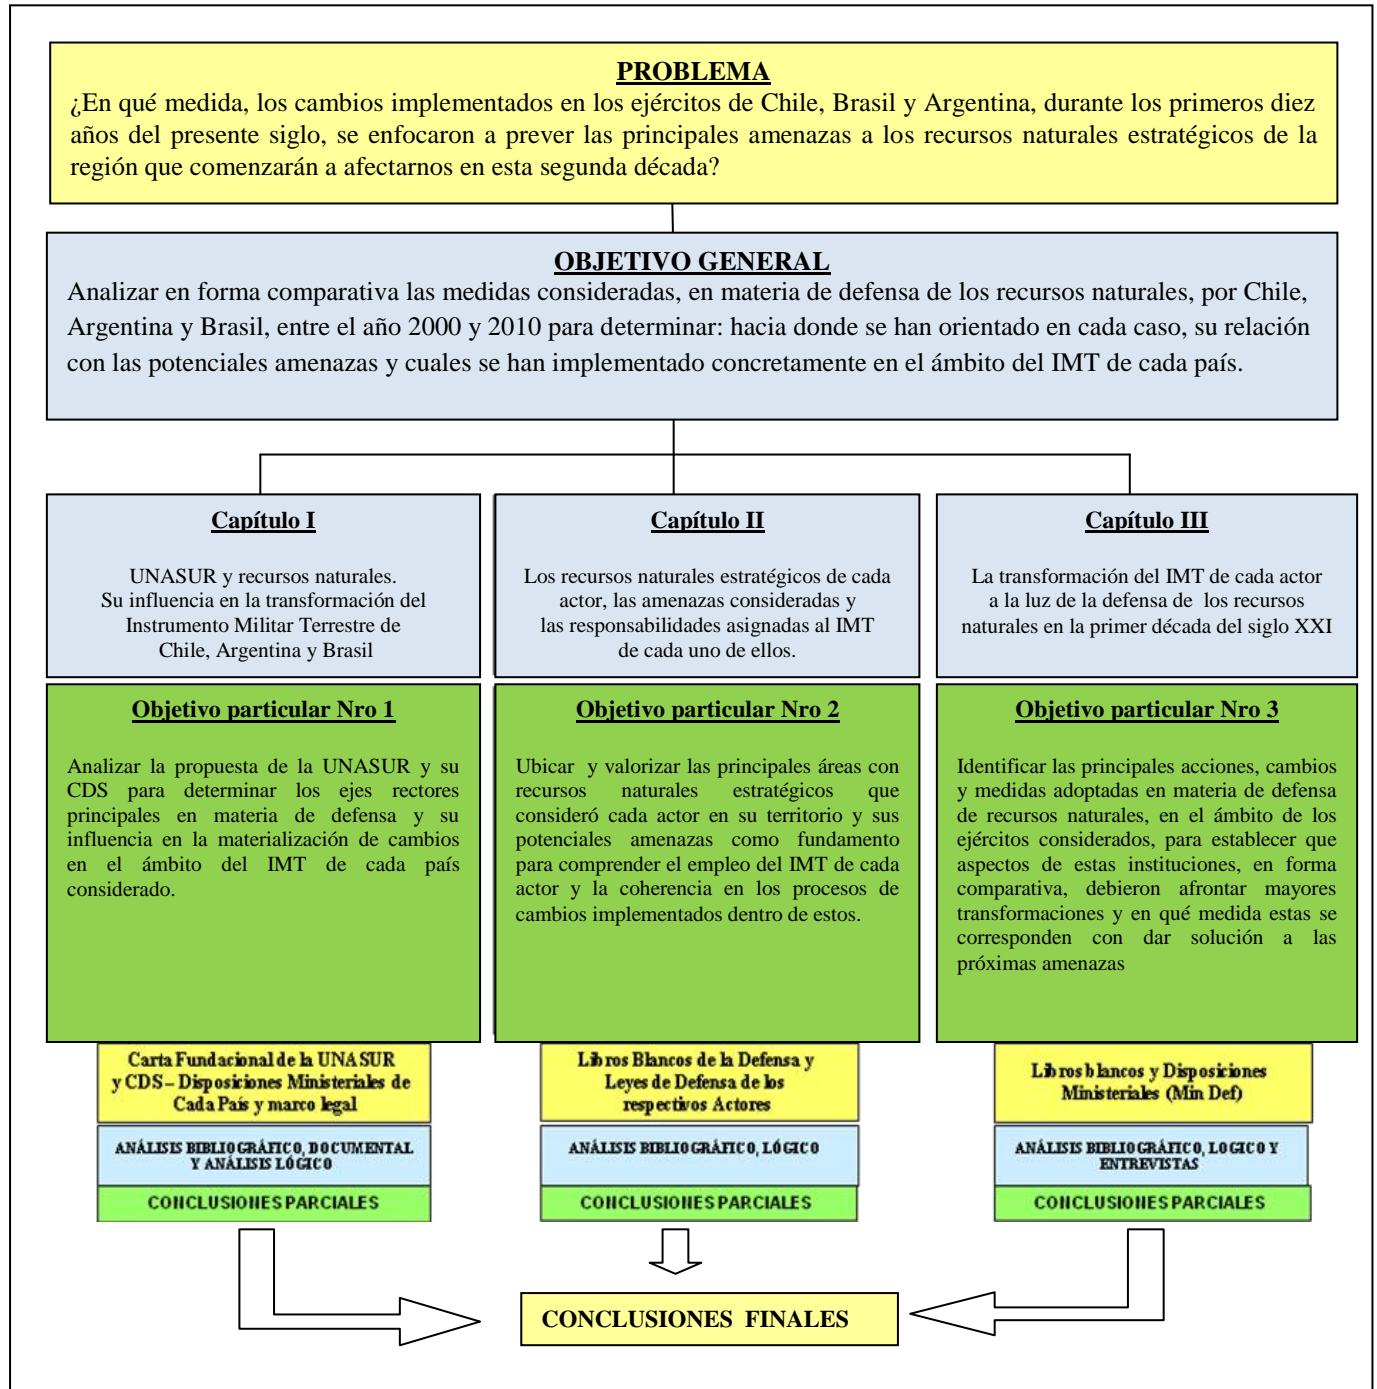 PROBLEMA
¿En qué medida, los cambios implementados en los ejércitos de Chile, Brasil y Argentina, durante los primeros diez
años del presente siglo, se enfocaron a prever las principales amenazas a los recursos naturales estratégicos de la
región que comenzarán a afectarnos en esta segunda década?
OBJETIVO GENERAL
Analizar en forma comparativa las medidas consideradas, en materia de defensa de los recursos naturales, por Chile,
Argentina y Brasil, entre el año 2000 y 2010 para determinar: hacia donde se han orientado en cada caso, su relación
con las potenciales amenazas y cuales se han implementado concretamente en el ámbito del IMT de cada país.
Capítulo I
UNASUR y recursos naturales.
Su influencia en la transformación del
Instrumento Militar Terrestre de
Chile, Argentina y Brasil
Objetivo particular Nro 1
Analizar la propuesta de la UNASUR y su
CDS para determinar los ejes rectores
principales en materia de defensa y su
influencia en la materialización de cambios
en el ámbito del IMT de cada país
considerado.
Carta Fundacional de la UNASUR
y CDS – Disposiciones Ministeriales de
Cada País y marco legal
ANÁLISIS BIBLIOGRÁFICO, DOCUMENTAL
Y ANÁLISIS LÓGICO
CONCLUSIONES PARCIALES
Capítulo II
Los recursos naturales estratégicos de cada
actor, las amenazas consideradas y
las responsabilidades asignadas al IMT
de cada uno de ellos.
Objetivo particular Nro 2
Ubicar y valorizar las principales áreas con
recursos naturales estratégicos que
consideró cada actor en su territorio y sus
potenciales amenazas como fundamento
para comprender el empleo del IMT de cada
actor y la coherencia en los procesos de
cambios implementados dentro de estos.
Libros Blancos de la Defensa y
Leyes de Defensa de los
respectivos Actores
ANÁLISIS BIBLIOGRÁFICO, LÓGICO
CONCLUSIONES PARCIALES
Capítulo III
La transformación del IMT de cada actor
a la luz de la defensa de los recursos
naturales en la primer década del siglo XXI
Objetivo particular Nro 3
Identificar las principales acciones, cambios
y medidas adoptadas en materia de defensa
de recursos naturales, en el ámbito de los
ejércitos considerados, para establecer que
aspectos de estas instituciones, en forma
comparativa, debieron afrontar mayores
transformaciones y en qué medida estas se
corresponden con dar solución a las
próximas amenazas
Libros blancos y Disposiciones
Ministeriales (Min Def)
ANÁLISIS BIBLIOGRÁFICO, LOGICO Y
ENTREVISTAS
CONCLUSIONES PARCIALES
CONCLUSIONES FINALES